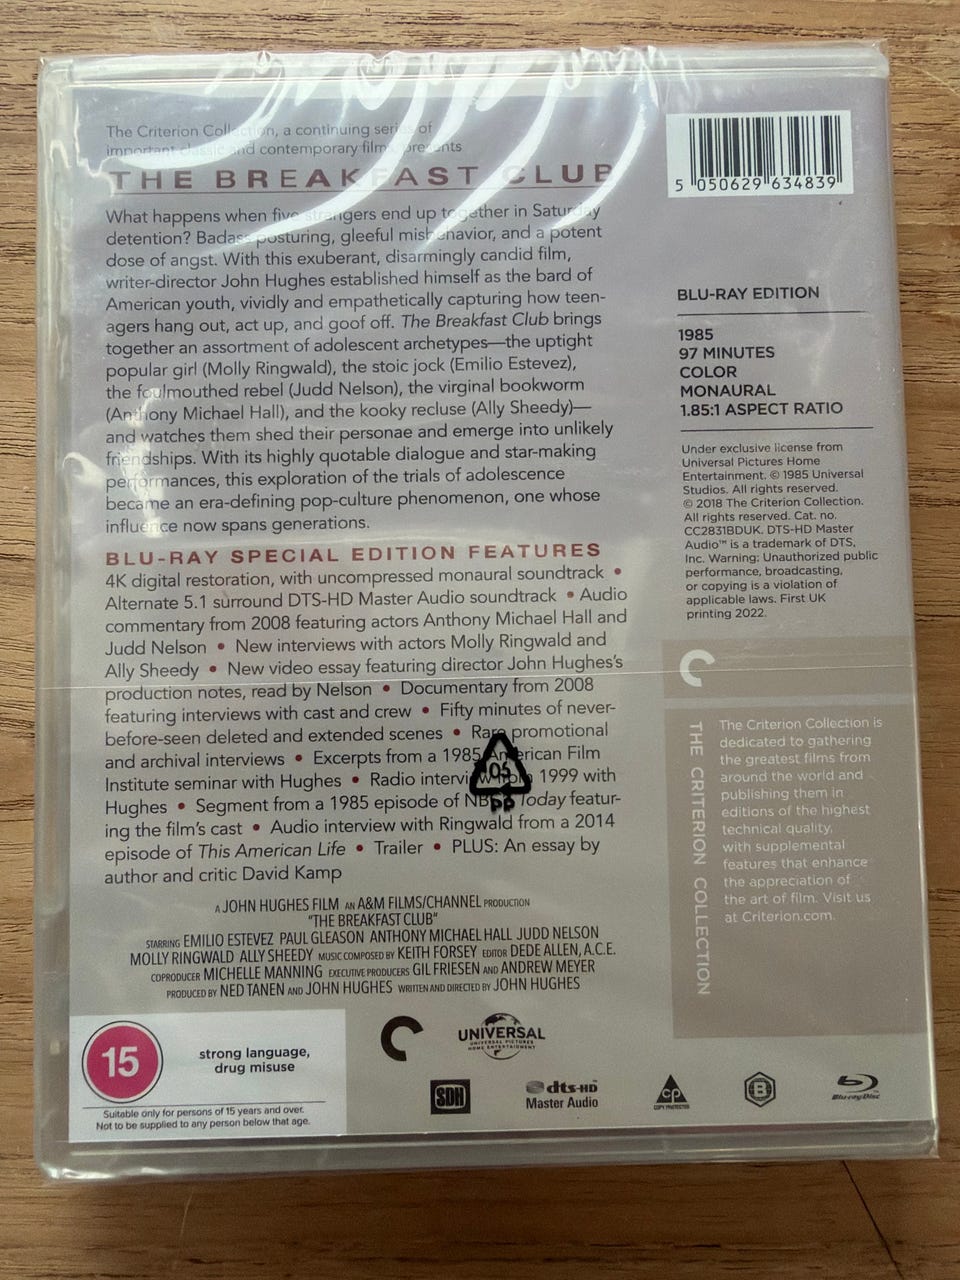 The Criterion Collection, a continuing series of
important classic and contemporary films, presents
THE BREAKFAST CLUB
What happens when five strangers end up together in Saturday
detention? Badass posturing, gleeful misbehavior, and a potent
dose of angst. With this exuberant, disarmingly candid film,
writer-director John Hughes established himself as the bard of
American youth, vividly and empathetically capturing how teen-
agers hang out, act up, and goof off. The Breakfast Club brings
together an assortment of adolescent archetypes—the uptight
popular girl (Molly Ringwald), the stoic jock (Emilio Estevez),
the foulmouthed rebel (Judd Nelson), the virginal bookworm
(Anthony Michael Hall), and the kooky recluse (Ally Sheedy)—
and watches them shed their personae and emerge into unlikely
friendships. With its highly quotable dialogue and star-making
performances, this exploration of the trials of adolescence
became an era-defining pop-culture phenomenon, one whose
influence now spans generations.
BLU-RAY SPECIAL EDITION FEATURES
4K digital restoration, with uncompressed monaural soundtrack •
Alternate 5.1 surround DTS-HD Master Audio soundtrack • Audio
commentary from 2008 featuring actors Anthony Michael Hall and
Judd Nelson • New interviews with actors Molly Ringwald and
Ally Sheedy • New video essay featuring director John Hughes's
production notes, read by Nelson • Documentary from 2008
featuring interviews with cast and crew • Fifty minutes of never-
before-seen deleted and extended scenes • Rare promotional
and archival interviews • Excerpts from a 1985 American Film
Institute seminar with Hughes • Radio interview from 1999 with
Hughes • Segment from a 1985 episode of NBC's Today featur-
ing the film's cast • Audio interview with Ringwald from a 2014
episode of This American Life • Trailer • PLUS: An essay by
author and critic David Kamp
05
PP
A JOHN HUGHES FILM AN A&M FILMS/CHANNEL PRODUCTION
"THE BREAKFAST CLUB"
STARRING EMILIO ESTEVEZ PAUL GLEASON ANTHONY MICHAEL HALL JUDD NELSON
MOLLY RINGWALD ALLY SHEEDY MUSIC COMPOSED BY KEITH FORSEY EDITOR DEDE ALLEN, A.C.E.
COPRODUCER MICHELLE MANNING EXECUTIVE PRODUCERS GIL FRIESEN AND ANDREW MEYER
PRODUCED BY NED TANEN AND JOHN HUGHES WRITTEN AND DIRECTED BY JOHN HUGHES
5 050629 634839
BLU-RAY EDITION
1985
97 MINUTES
COLOR
MONAURAL
1.85:1 ASPECT RATIO
Under exclusive license from
Universal Pictures Home
Entertainment. © 1985 Universal
Studios. All rights reserved.
© 2018 The Criterion Collection.
All rights reserved. Cat. no.
CC2831BDUK. DTS-HD Master
Audio™ is a trademark of DTS,
Inc. Warning: Unauthorized public
performance, broadcasting,
or copying is a violation of
applicable laws. First UK
printing 2022.
THE CRITERION COLLECTION
The Criterion Collection is
dedicated to gathering
the greatest films from
around the world and
publishing them in
editions of the highest
technical quality,
with supplemental
features that enhance
the appreciation of
the art of film. Visit us
at Criterion.com.
15
strong language,
drug misuse
Suitable only for persons of 15 years and over.
Not to be supplied to any person below that age.
UNIVERSAL
UNIVERSAL PICTURES
HOME ENTERTAINMENT
SDH
dts-HD
Master Audio
CP
COPY PROTECTED
B
Blu-ray Disc